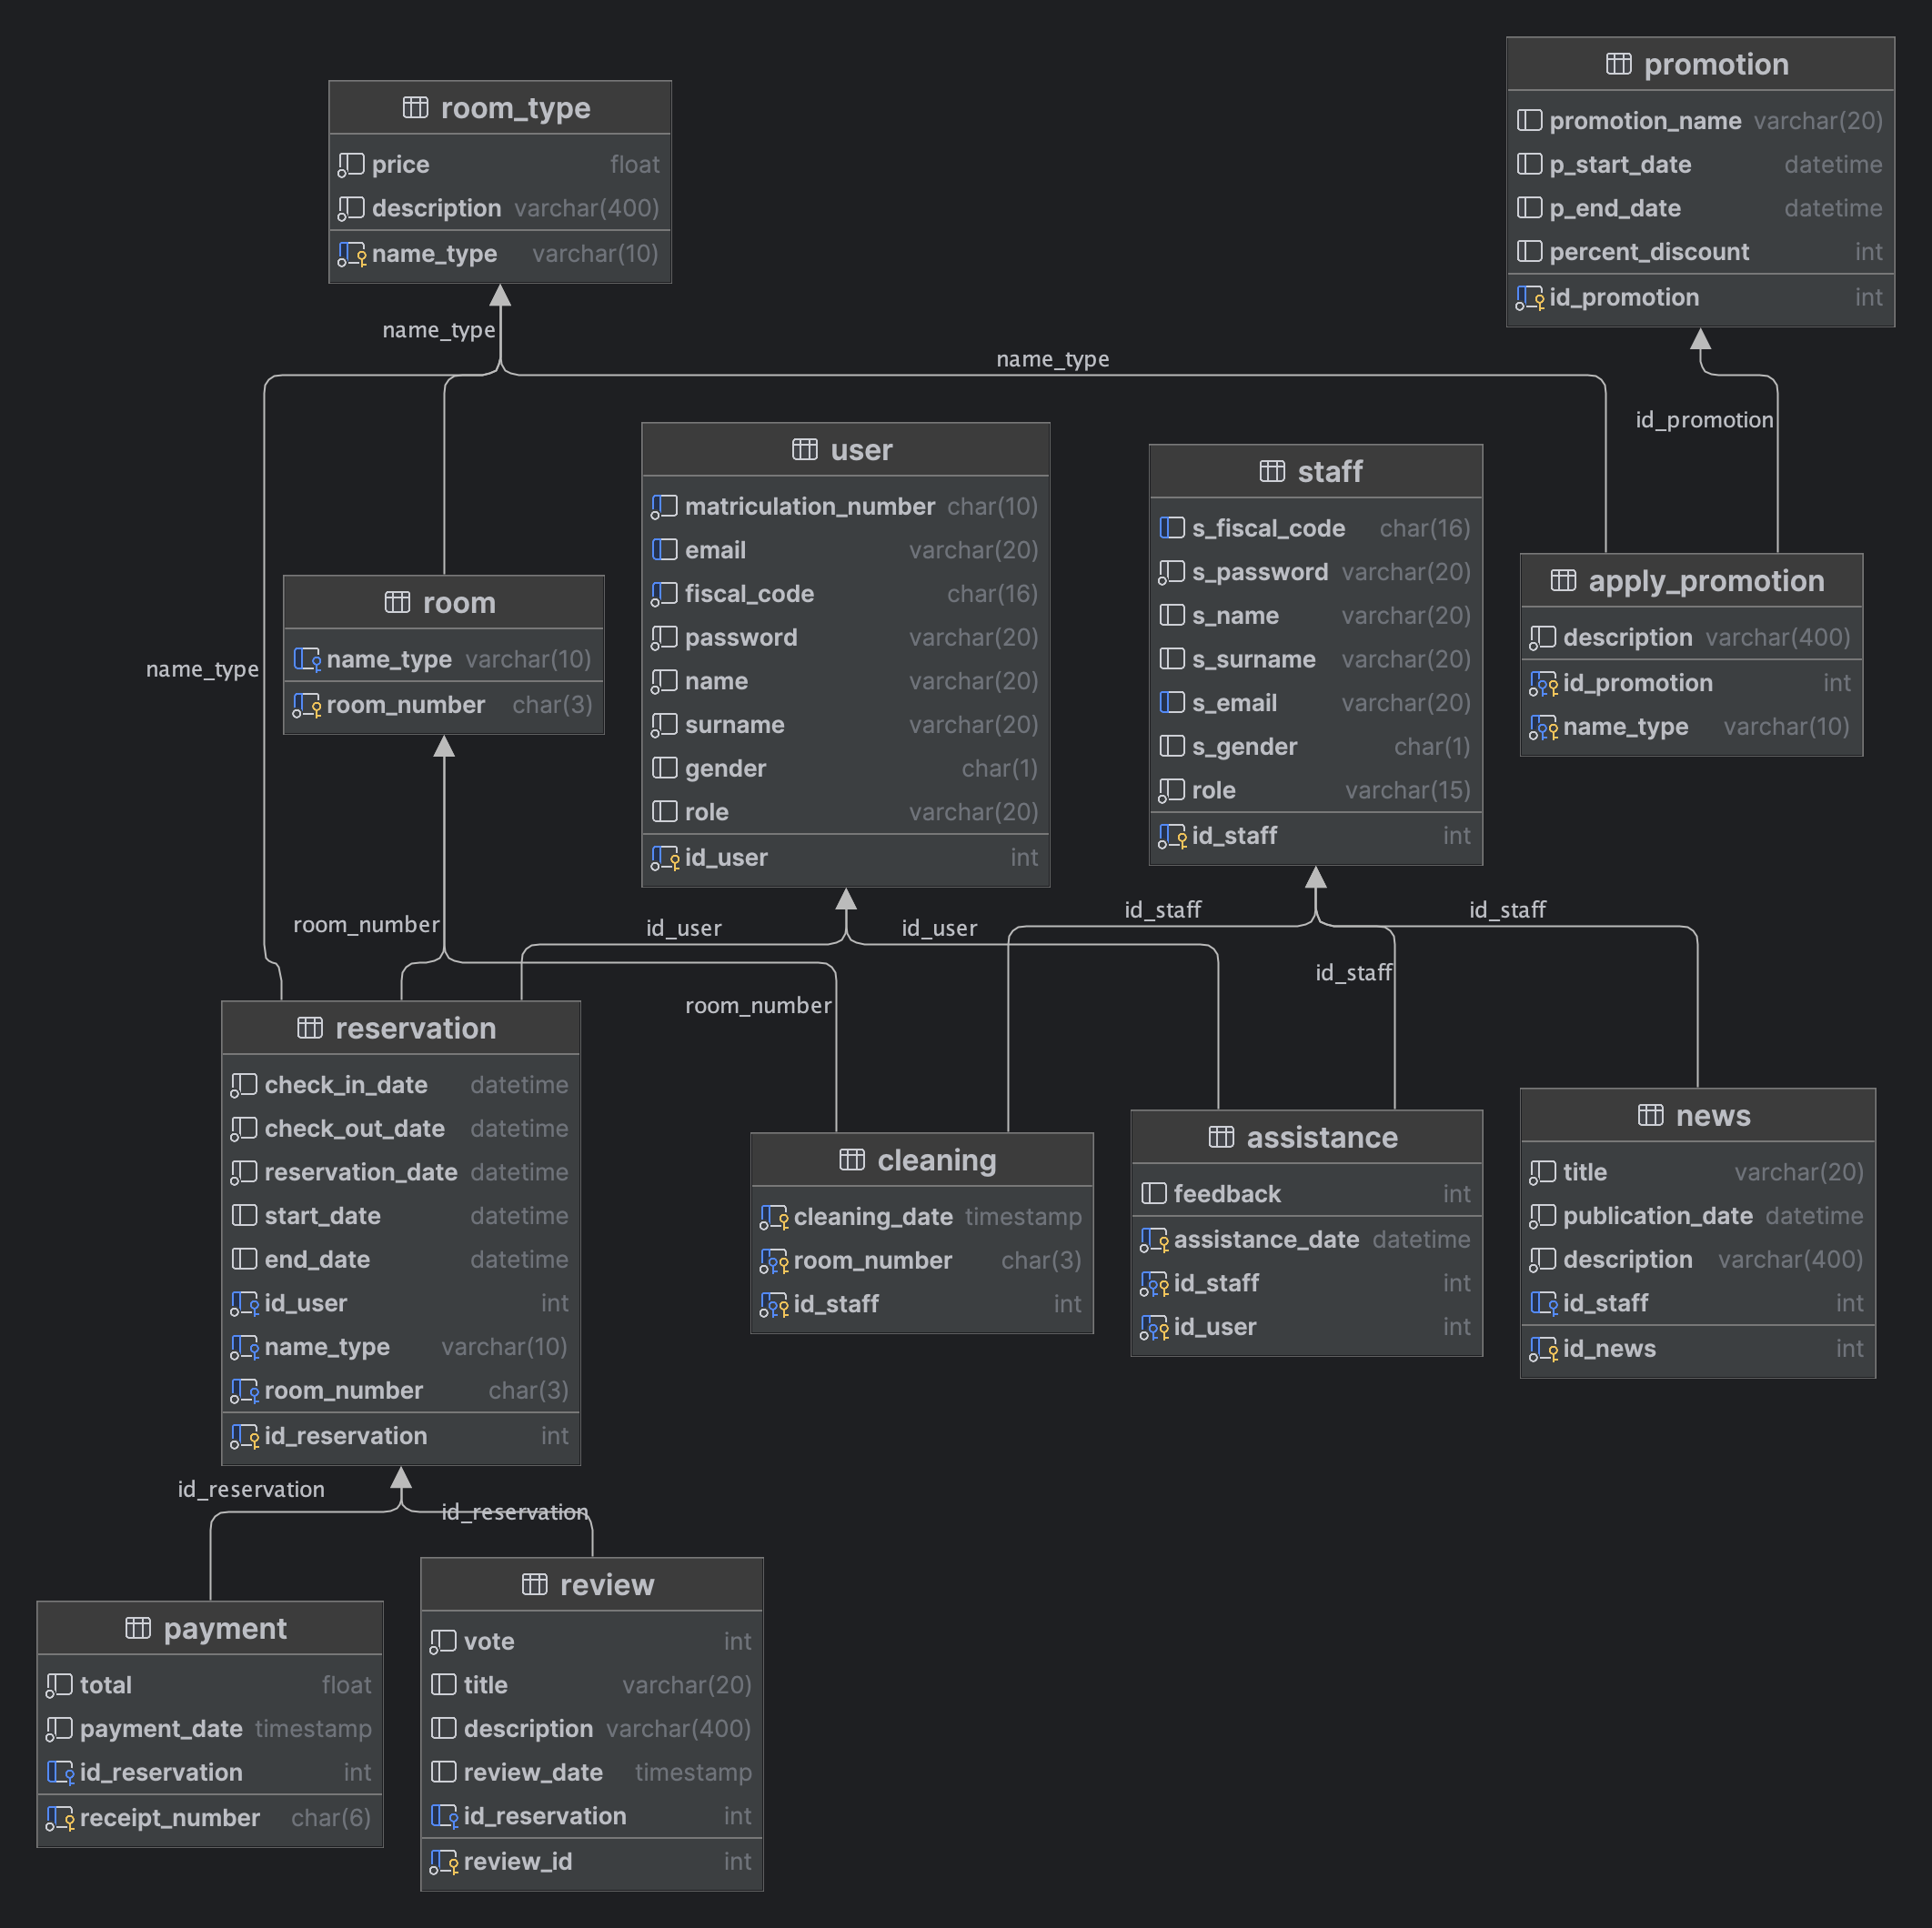 room_type
price float
description varchar(400)
name_type varchar(10)
promotion
promotion_name varchar(20)
p_start_date datetime
p_end_date datetime
percent_discount int
id_promotion int
name_type
name_type
id_promotion
user
matriculation_number char(10)
email varchar(20)
fiscal_code char(16)
password varchar(20)
name varchar(20)
surname varchar(20)
gender char(1)
role varchar(20)
id_user int
staff
s_fiscal_code char(16)
s_password varchar(20)
s_name varchar(20)
s_surname varchar(20)
s_email varchar(20)
s_gender char(1)
role varchar(15)
id_staff int
apply_promotion
description varchar(400)
id_promotion int
name_type varchar(10)
room
name_type varchar(10)
room_number char(3)
name_type
room_number
id_user
id_user
id_staff
id_staff
id_staff
room_number
reservation
check_in_date datetime
check_out_date datetime
reservation_date datetime
start_date datetime
end_date datetime
id_user int
name_type varchar(10)
room_number char(3)
id_reservation int
cleaning
cleaning_date timestamp
room_number char(3)
id_staff int
assistance
feedback int
assistance_date datetime
id_staff int
id_user int
news
title varchar(20)
publication_date datetime
description varchar(400)
id_staff int
id_news int
id_reservation
id_reservation
payment
total float
payment_date timestamp
id_reservation int
receipt_number char(6)
review
vote int
title varchar(20)
description varchar(400)
review_date timestamp
id_reservation int
review_id int